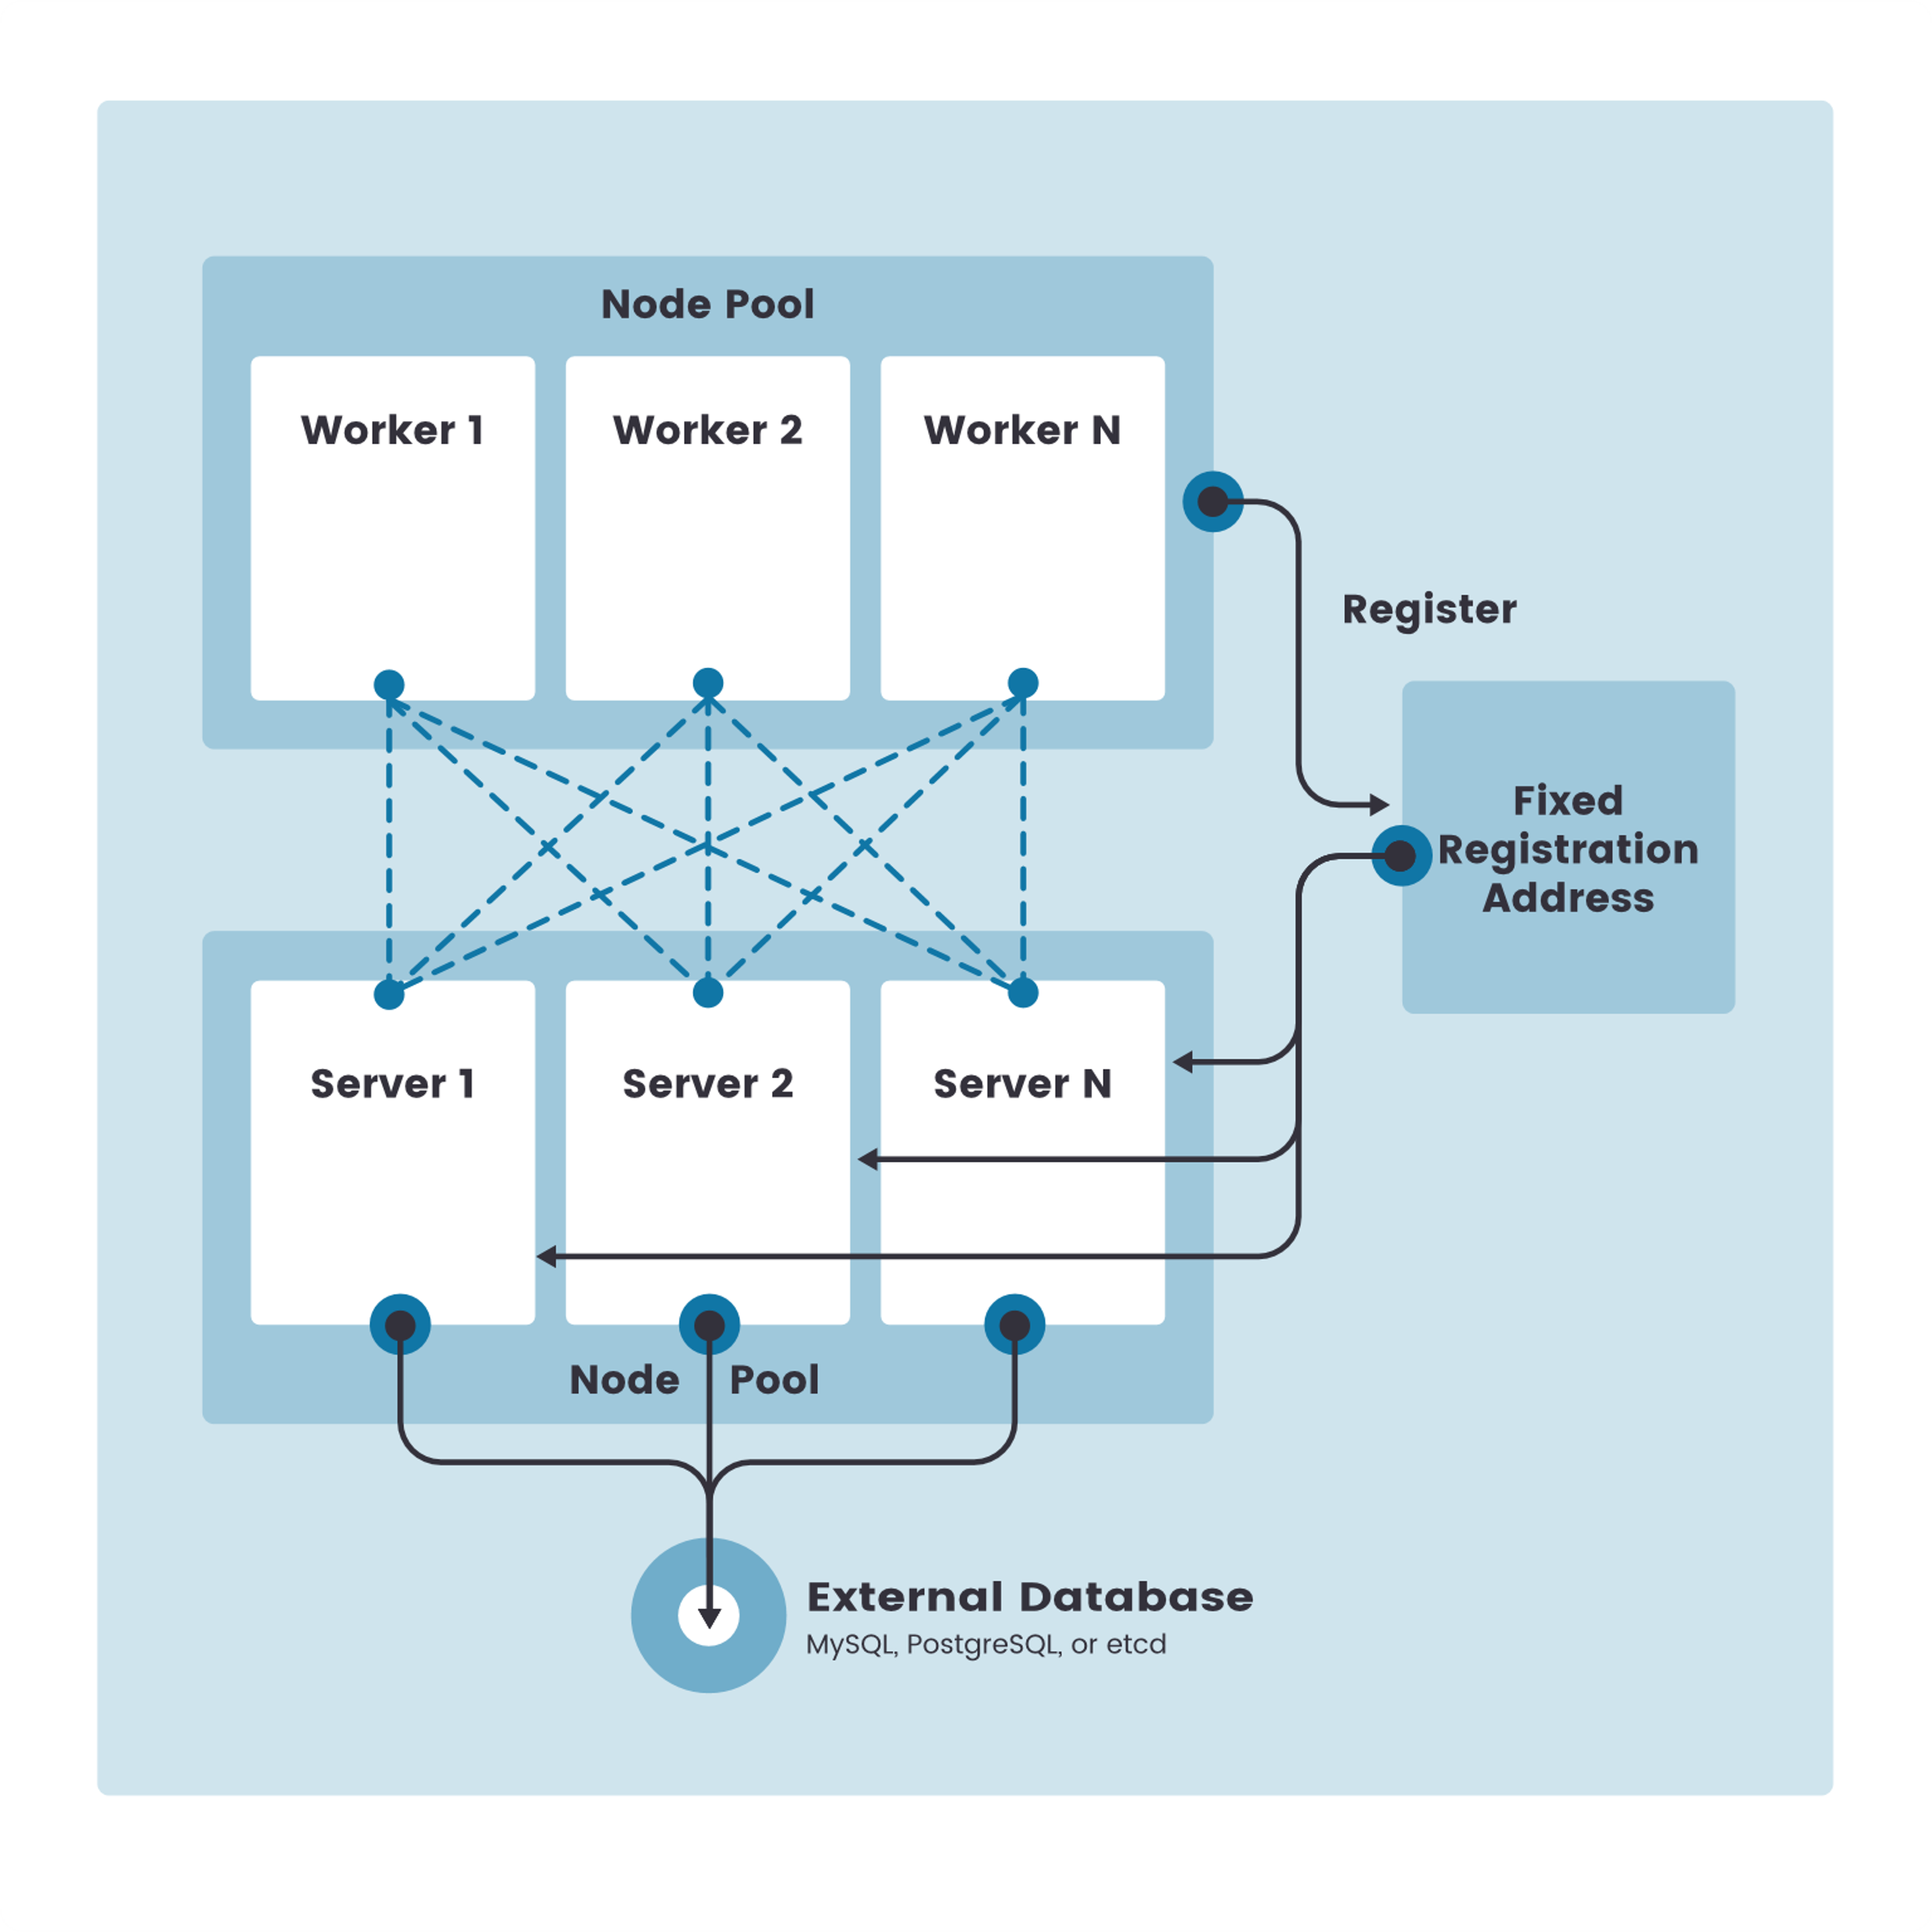 Node Pool
Worker 1
Worker 2
Worker N
Register
Fixed
Registration
Address
Server 1
Server 2
Server N
Node Pool
External Database
MySQL, PostgreSQL, or etcd